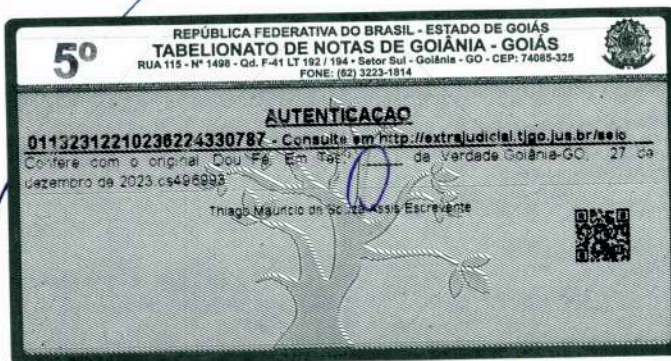 5º
REPÚBLICA FEDERATIVA DO BRASIL - ESTADO DE GOIÁS
TABELIONATO DE NOTAS DE GOIÂNIA - GOIÁS
RUA 115 - Nº 1498 - Qd. F-41 LT 192 / 194 • Setor Sul - Goiânia - GO - CEP: 74085-325
FONE: (62) 3223-1814
AUTENTICAÇAO
01132312210236224330787 - Consulte em http://extrajudicial.tjgo.jus.br/selo
Confere com o original Dou Fé. Em da Verdade Goiânia-GO, 27 de
dezembro de 2023 cs496993
Thiago Mauricio de Souza Assis Escrevente